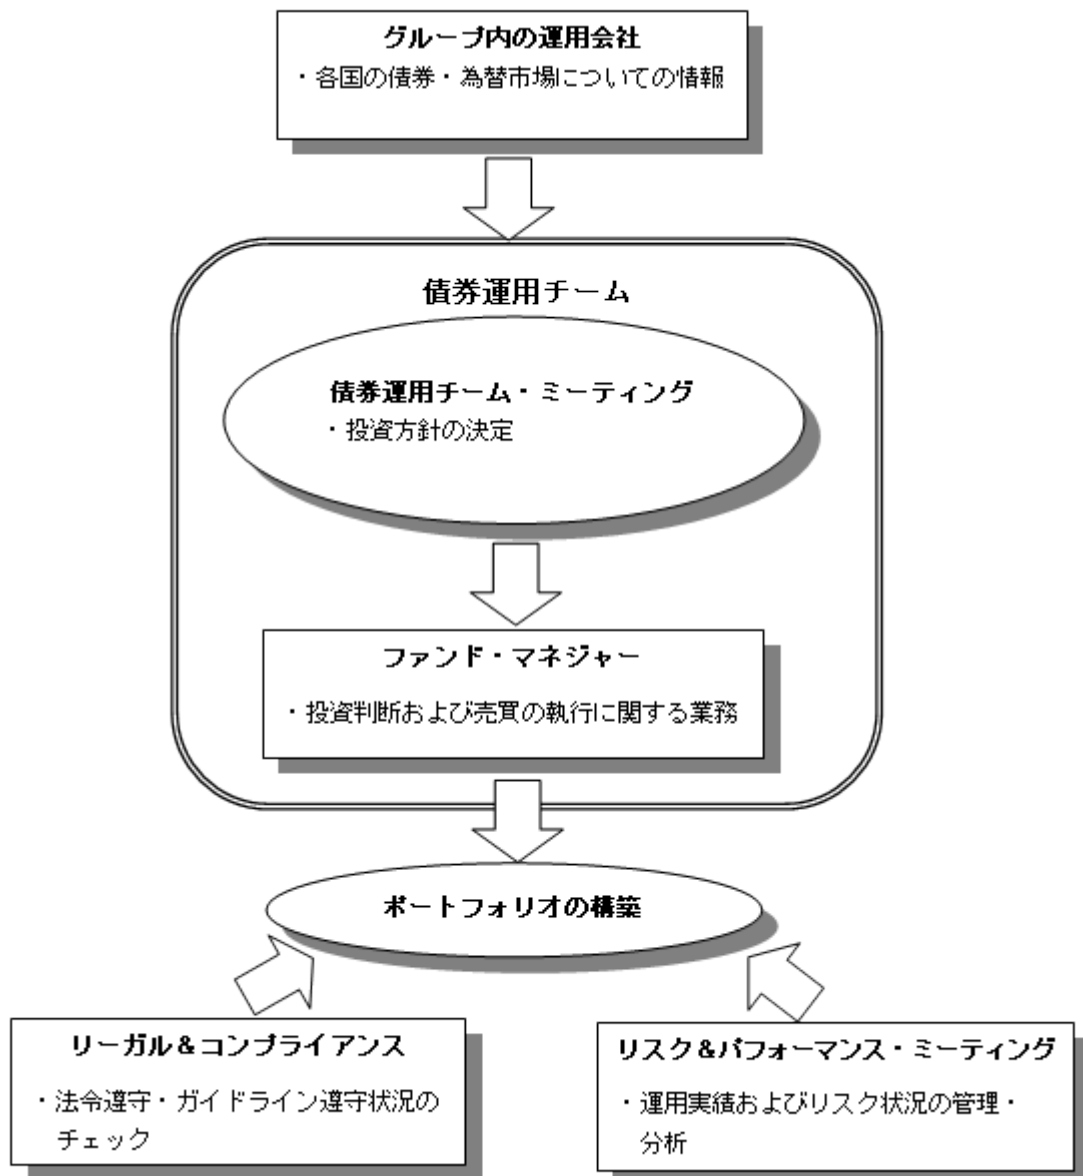 グループ内の運用会社
・各国の債券・為替市場についての情報
債券運用チーム
債券運用チーム・ミーティング
・投資方針の決定
ファンド・マネジャー
・投資判断および売買の執行に関する業務
ポートフォリオの構築
リーガル＆コンプライアンス
・法令遵守・ガイドライン遵守状況の
チェック
リスク＆パフォーマンス・ミーティング
・運用実績およびリスク状況の管理・
分析